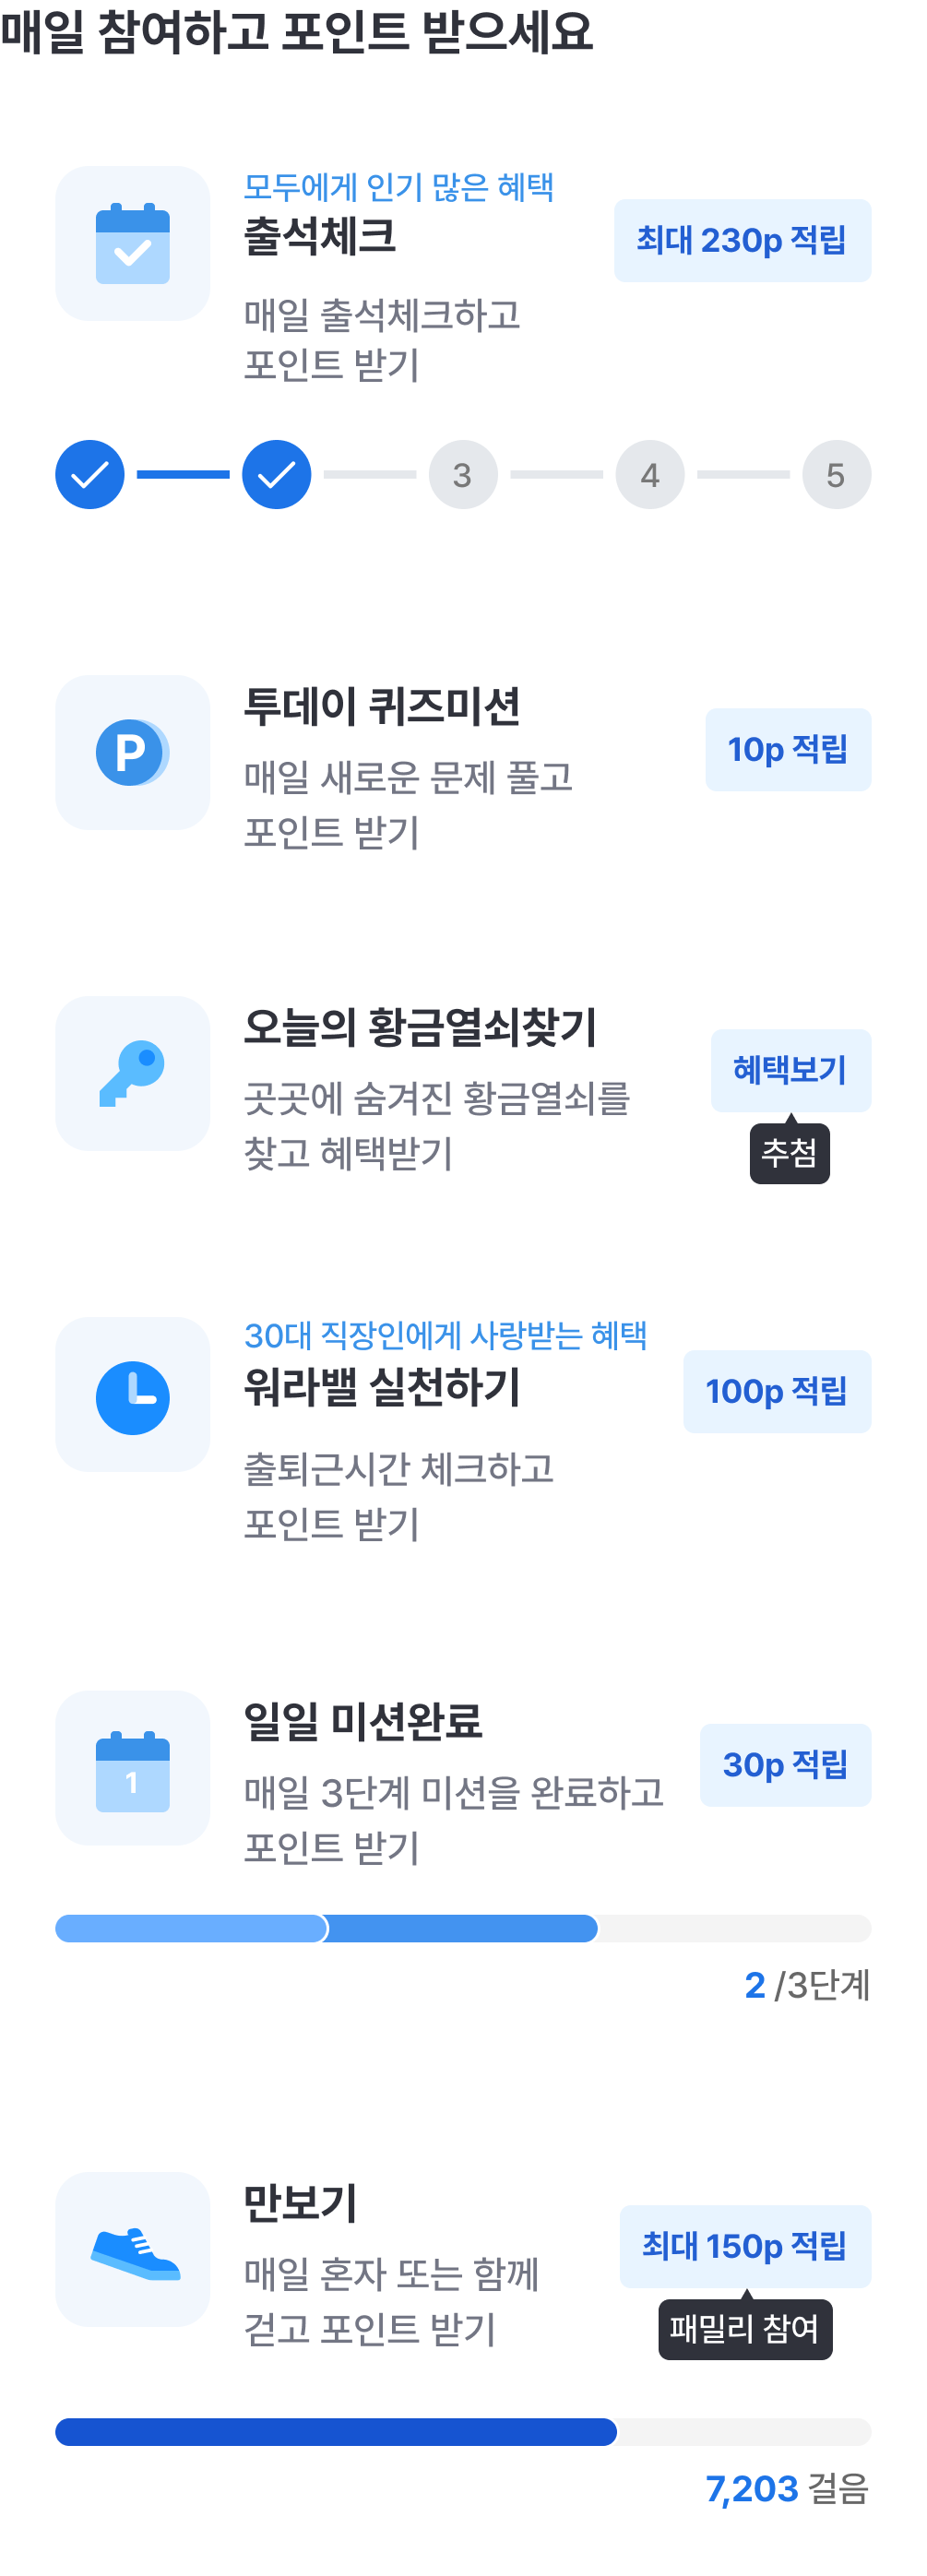 매일 참여하고 포인트 받으세요
모두에게 인기 많은 혜택
출석체크
최대 230p 적립
매일 출석체크하고
포인트 받기
3 4 5
투데이 퀴즈미션
P
10p 적립
매일 새로운 문제 풀고
포인트 받기
오늘의 황금열쇠찾기
혜택보기
곳곳에 숨겨진 황금열쇠를
추첨
찾고 혜택받기
30대 직장인에게 사랑받는 혜택
워라밸 실천하기
100p 적립
출퇴근시간 체크하고
포인트 받기
일일 미션완료
1
30p 적립
매일 3단계 미션을 완료하고
포인트 받기
2 /3단계
만보기
최대 150p 적립
매일 혼자 또는 함께
패밀리 참여
걷고 포인트 받기
7,203 걸음